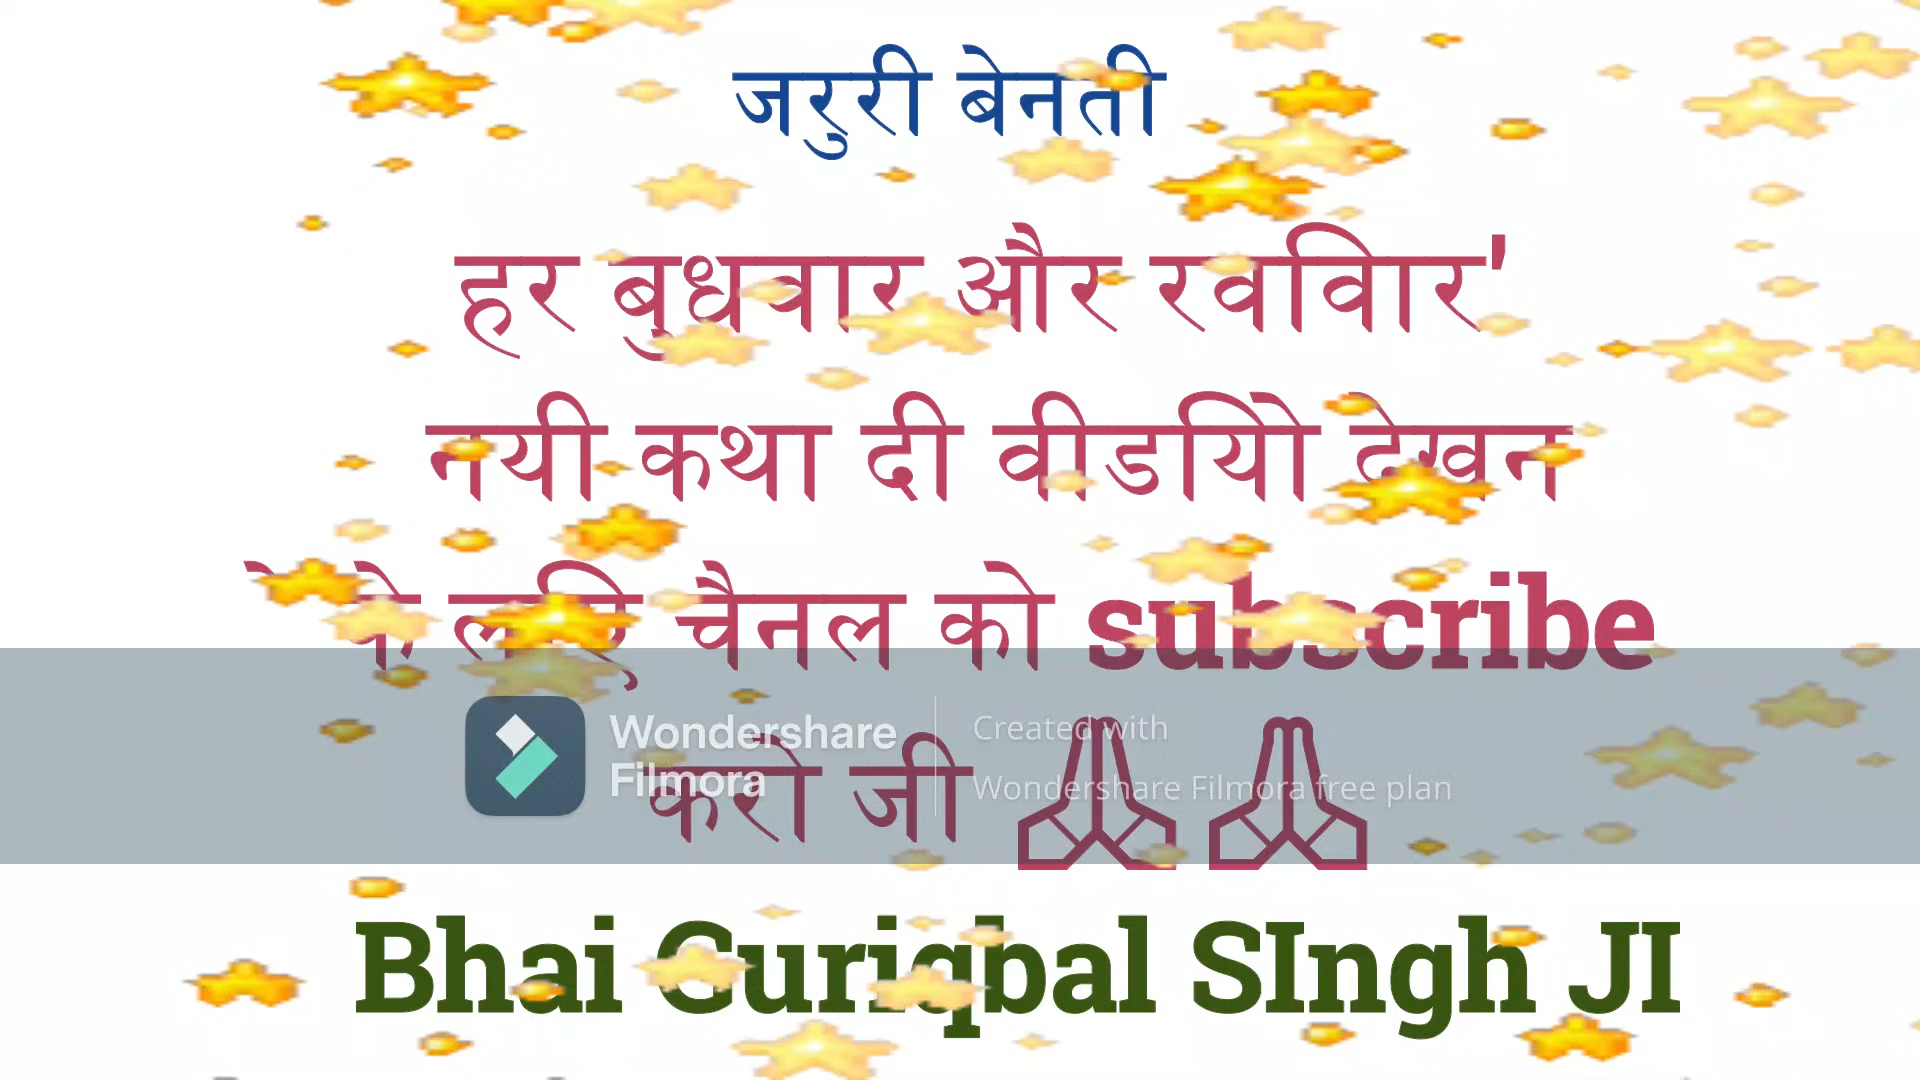 जरुरी बेनती
हर बुधवार और रविवार'
नयी कथा दी वीडियो देखन
े के लिए चैनल को subscribe
करो जी 🙏🙏
Wondershare
Filmora
Created with
Wondershare Filmora free plan
Bhai Guriqbal SIngh JI